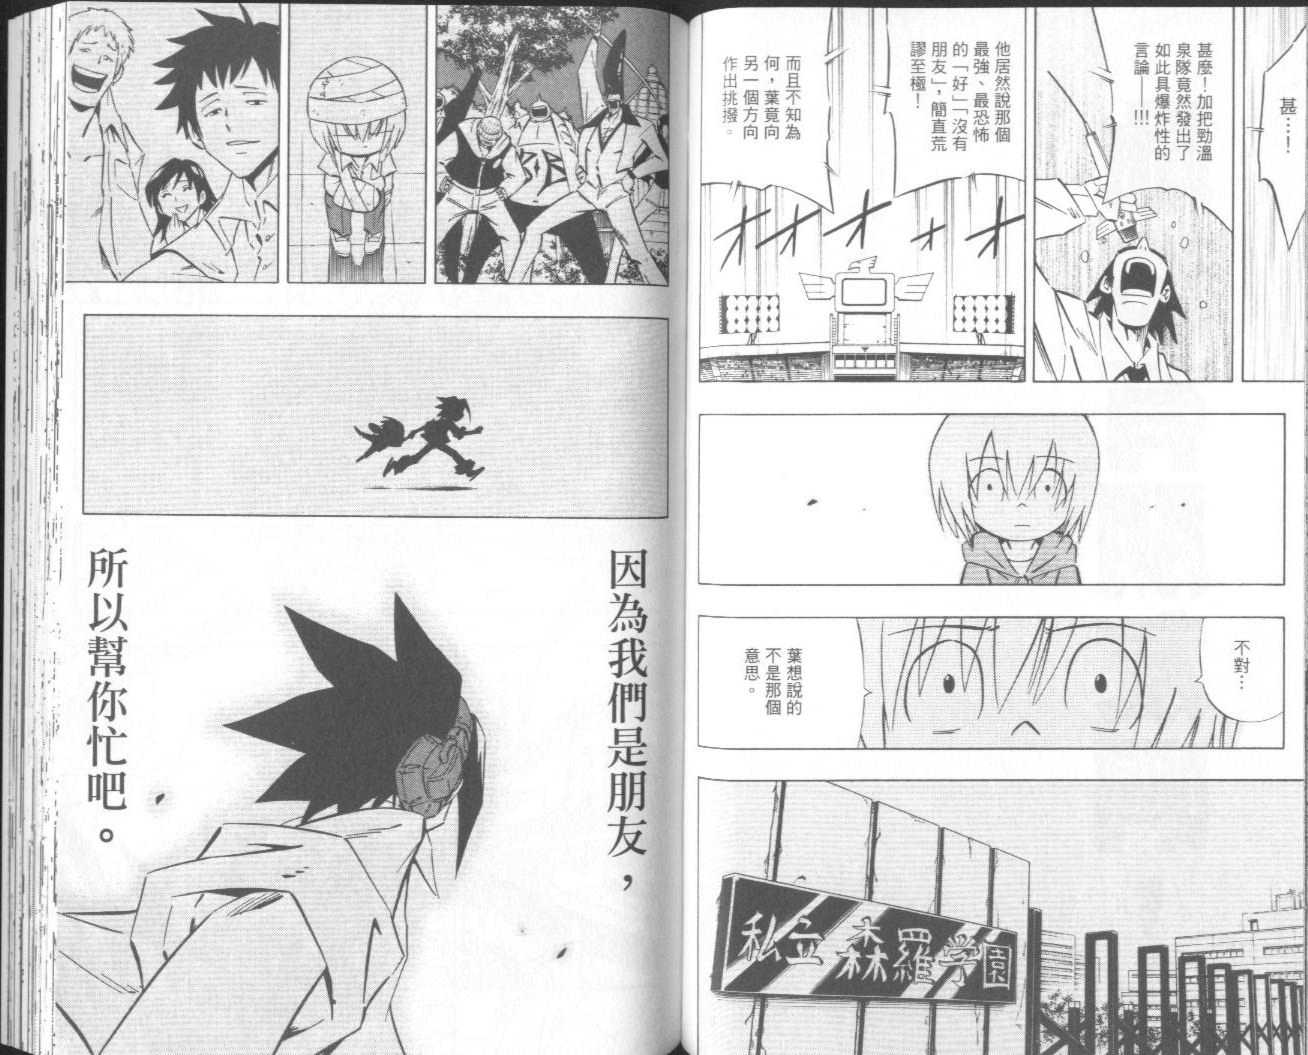 甚…！
甚麼！加把勁溫
泉隊竟然發出了
如此具爆炸性的
言論——!!!
他居然說那個
最強、最恐怖
的「好」「沒有
朋友」，簡直荒
謬至極！
而且不知為
何，葉竟向
另一個方向
作出挑撥。
オオオオオ
不對…
葉想說的
不是那個
意思。
私立 森羅学園
因為我們是朋友，
所以幫你忙吧。